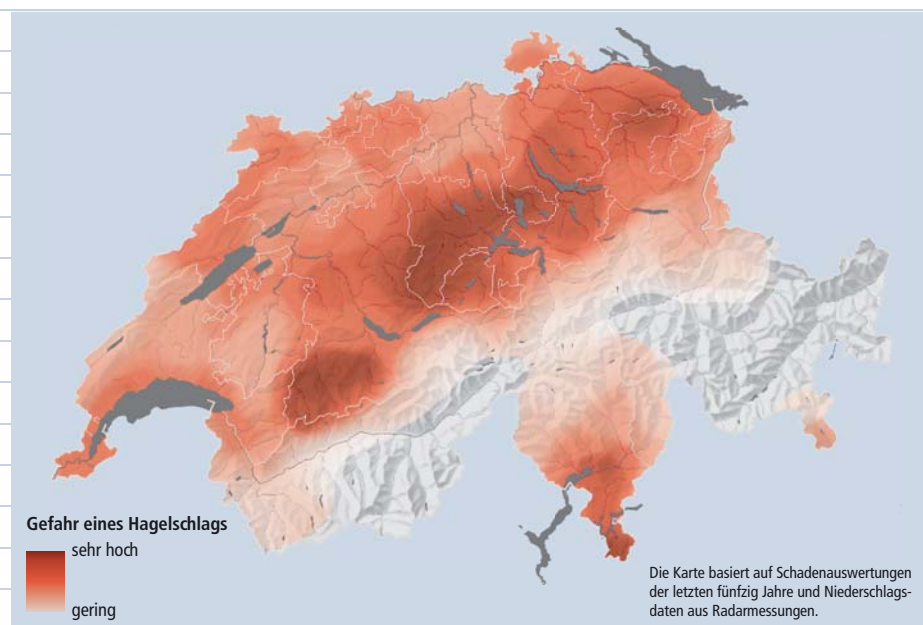 Gefahr eines Hagelschlags
sehr hoch
gering
Die Karte basiert auf Schadenauswertungen
der letzten fünfzig Jahre und Niederschlags-
daten aus Radarmessungen.